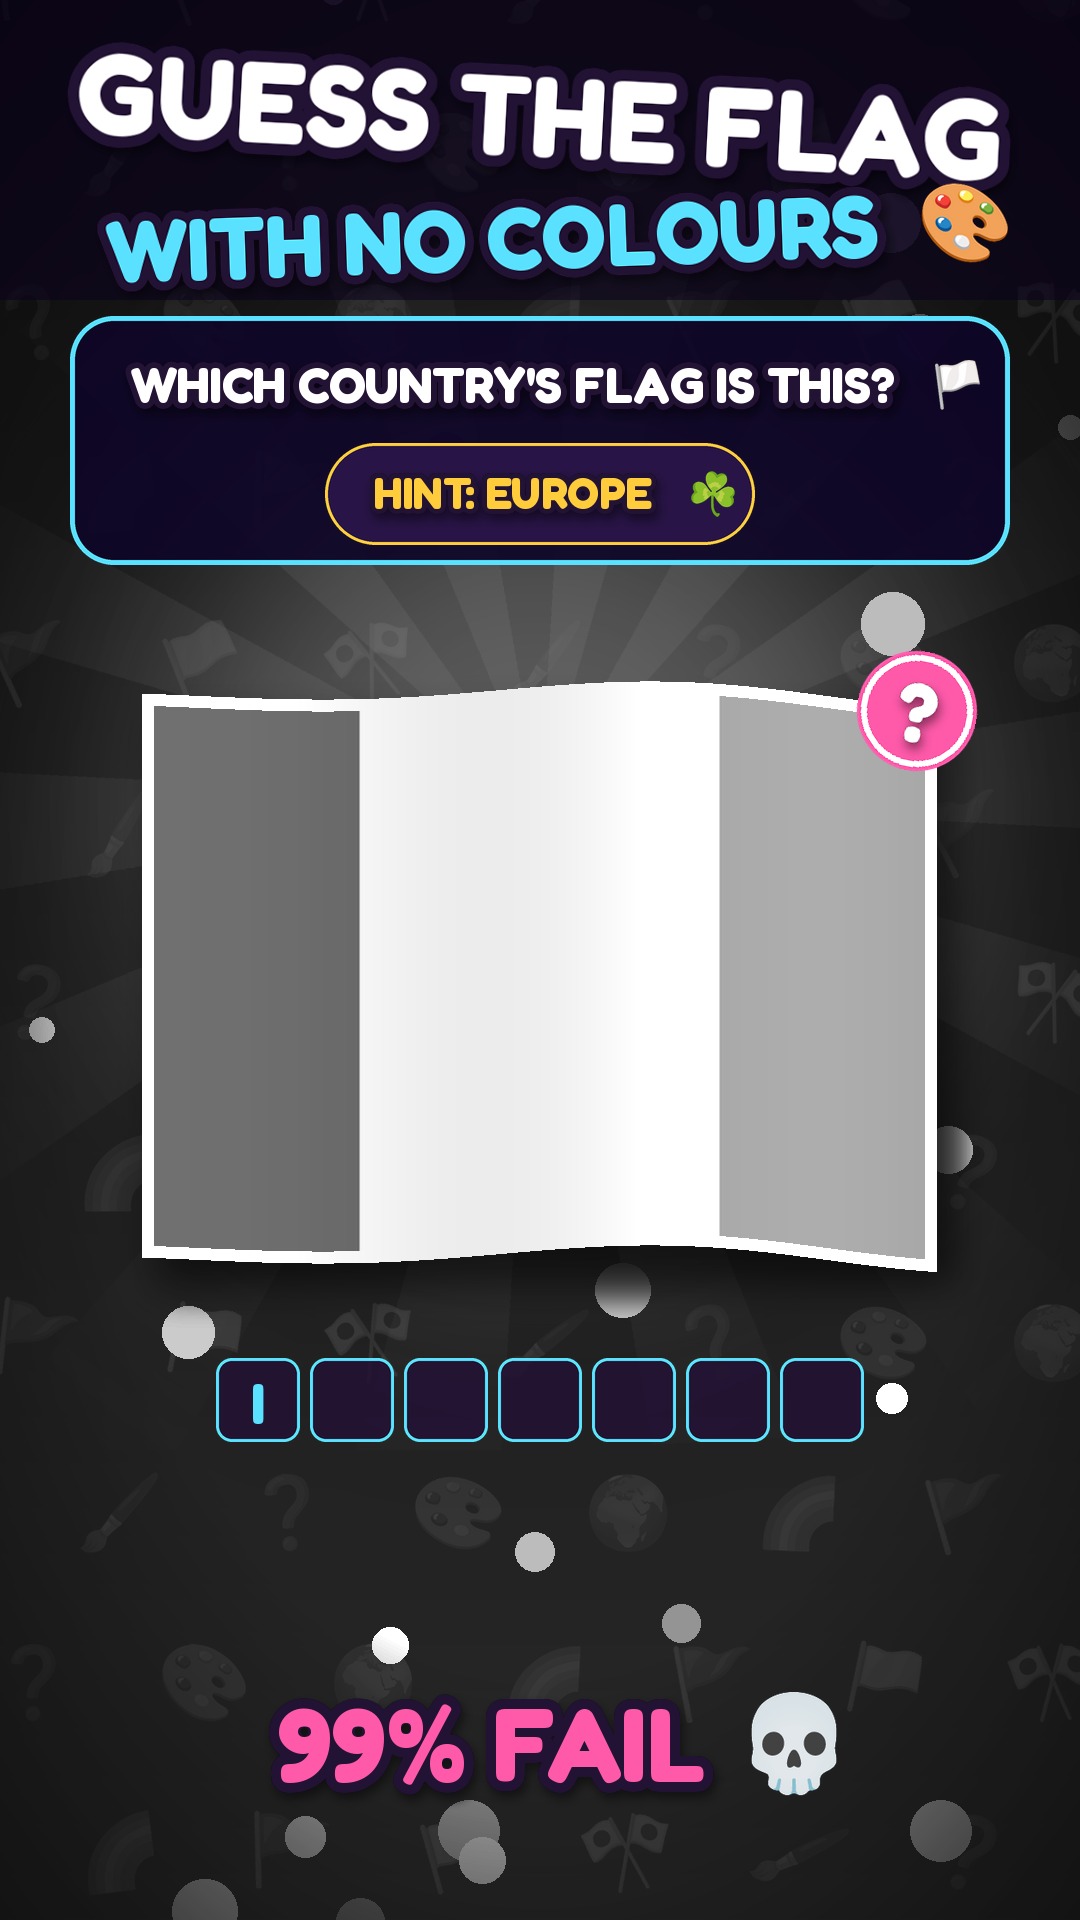 GUESS THE FLAG
WITH NO COLOURS
WHICH COUNTRY'S FLAG IS THIS?
HINT: EUROPE
?
I
99% FAIL